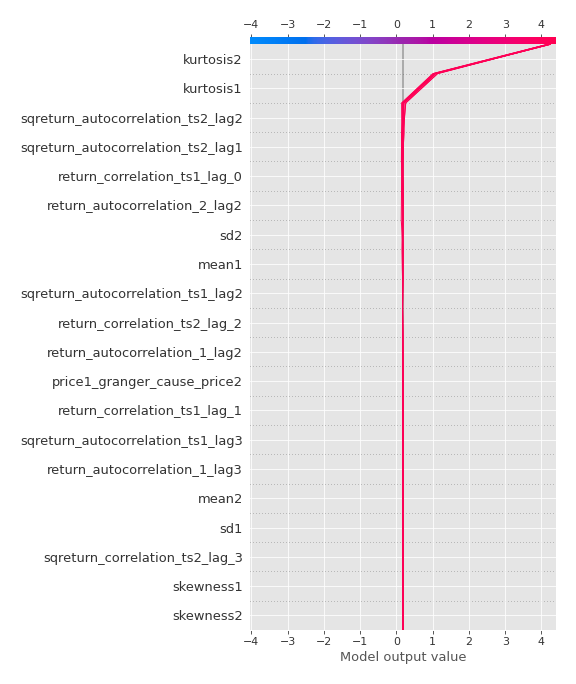 −4 −3 −2 −1 0 1 2 3 4
kurtosis2
kurtosis1
sqreturn_autocorrelation_ts2_lag2
sqreturn_autocorrelation_ts2_lag1
return_correlation_ts1_lag_0
return_autocorrelation_2_lag2
sd2
mean1
sqreturn_autocorrelation_ts1_lag2
return_correlation_ts2_lag_2
return_autocorrelation_1_lag2
price1_granger_cause_price2
return_correlation_ts1_lag_1
sqreturn_autocorrelation_ts1_lag3
return_autocorrelation_1_lag3
mean2
sd1
sqreturn_correlation_ts2_lag_3
skewness1
skewness2
−4 −3 −2 −1 0 1 2 3 4
Model output value